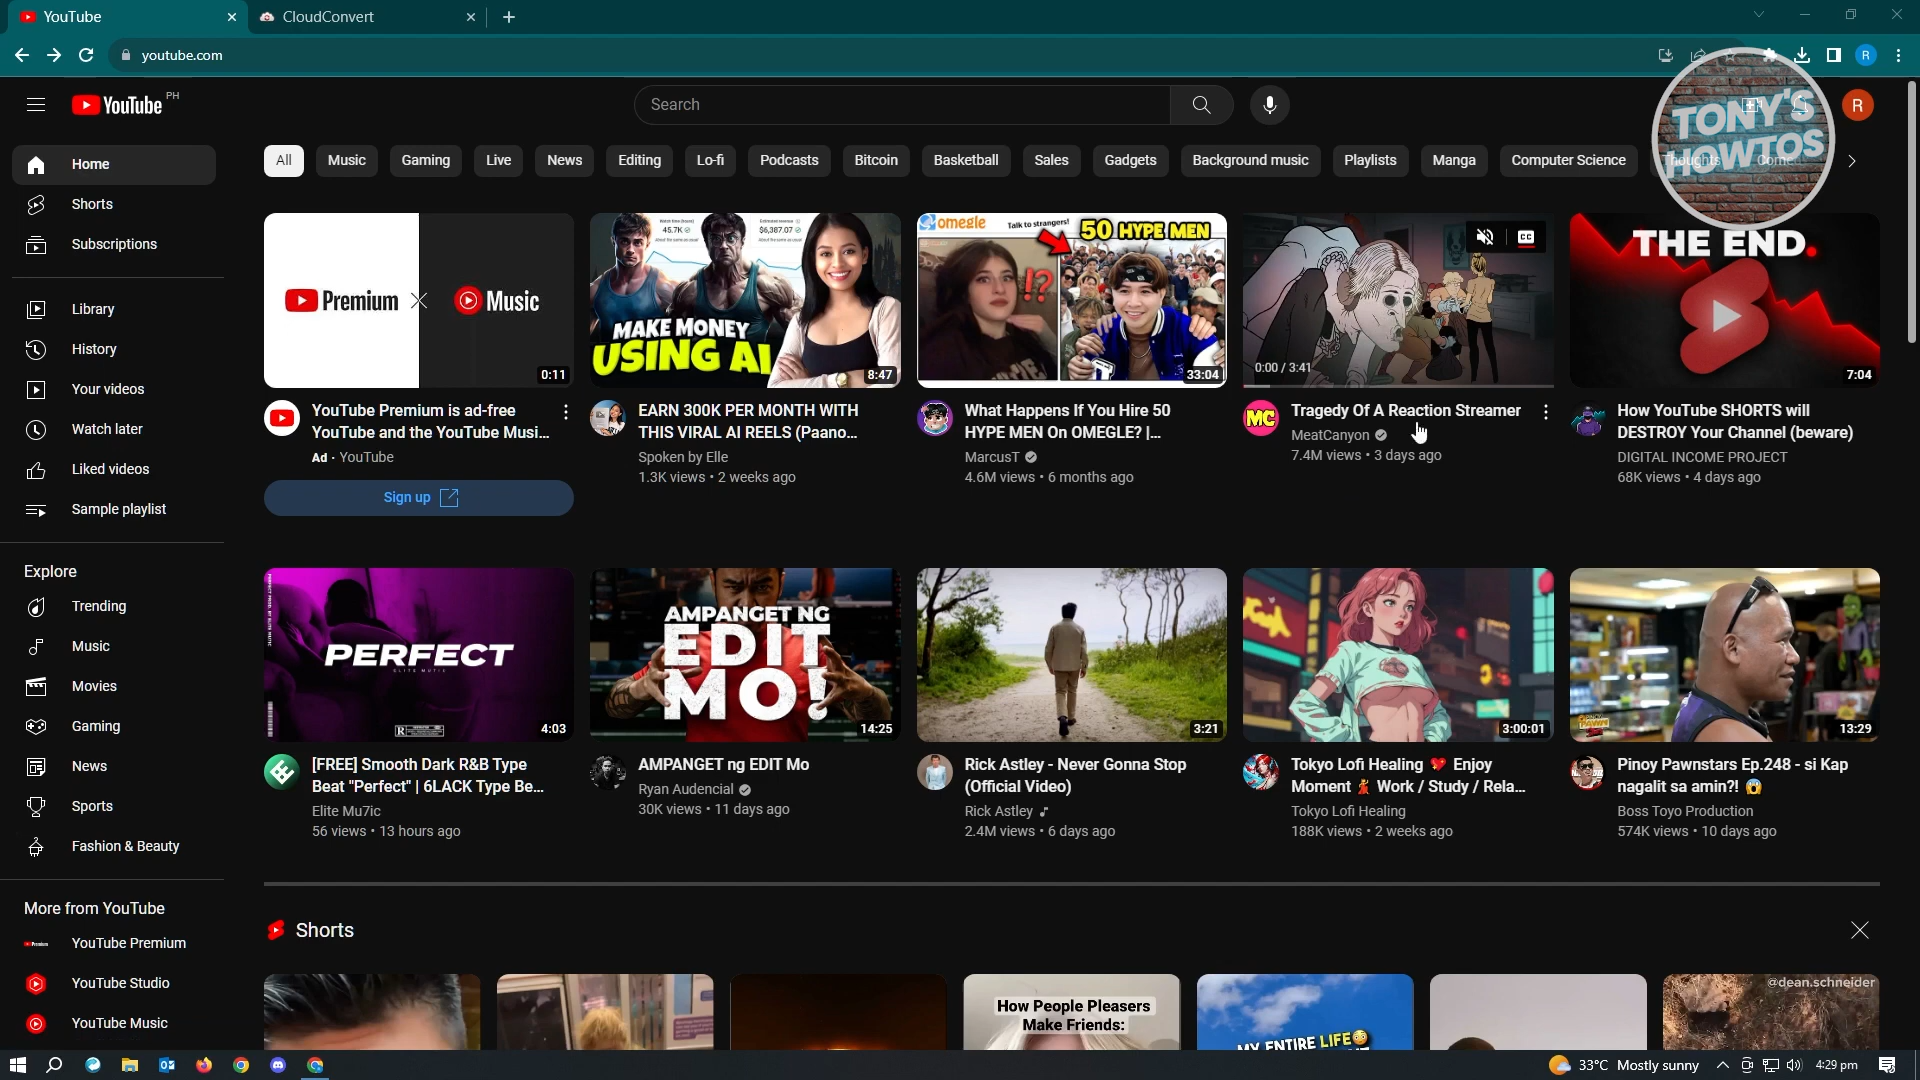 YouTube
CloudConvert
youtube.com
R
YouTube PH
Search
R
TONY'S
HOWTOS
All
Music
Gaming
Live
News
Editing
Lo-fi
Podcasts
Bitcoin
Basketball
Sales
Gadgets
Background music
Playlists
Manga
Computer Science
Thoughts
Home
Shorts
Subscriptions
Library
History
Your videos
Watch later
Liked videos
Sample playlist
Explore
Trending
Music
Movies
Gaming
News
Sports
Fashion & Beauty
More from YouTube
YouTube Premium
YouTube Studio
YouTube Music
Premium
Music
0:11
YouTube Premium is ad-free
YouTube and the YouTube Musi...
Ad · YouTube
Sign up
45.7K
$6,387.07
MAKE MONEY
USING AI
8:47
EARN 300K PER MONTH WITH
THIS VIRAL AI REELS (Paano...
Spoken by Elle
1.3K views • 2 weeks ago
omegle
Talk to strangers!
50 HYPE MEN
!?
33:04
What Happens If You Hire 50
HYPE MEN On OMEGLE? |...
MarcusT
4.6M views • 6 months ago
CC
0:00 / 3:41
MC
Tragedy Of A Reaction Streamer
MeatCanyon
7.4M views • 3 days ago
THE END.
7:04
How YouTube SHORTS will
DESTROY Your Channel (beware)
DIGITAL INCOME PROJECT
68K views • 4 days ago
PERFECT
ELITE MU7IC
4:03
[FREE] Smooth Dark R&B Type
Beat "Perfect" | 6LACK Type Be...
Elite Mu7ic
56 views • 13 hours ago
AMPANGET NG
EDIT
MO!
14:25
AMPANGET ng EDIT Mo
Ryan Audencial
30K views • 11 days ago
3:21
Rick Astley - Never Gonna Stop
(Official Video)
Rick Astley
2.4M views • 6 days ago
3:00:01
Tokyo Lofi Healing ❤️ Enjoy
Moment 💃 Work / Study / Rela...
Tokyo Lofi Healing
188K views • 2 weeks ago
PINOY
PAWN
13:29
Pinoy Pawnstars Ep.248 - si Kap
nagalit sa amin?! 😱
Boss Toyo Production
574K views • 10 days ago
Shorts
How People Pleasers
Make Friends:
MY ENTIRE LIFE😳
@dean.schneider
33°C Mostly sunny
4:29 pm